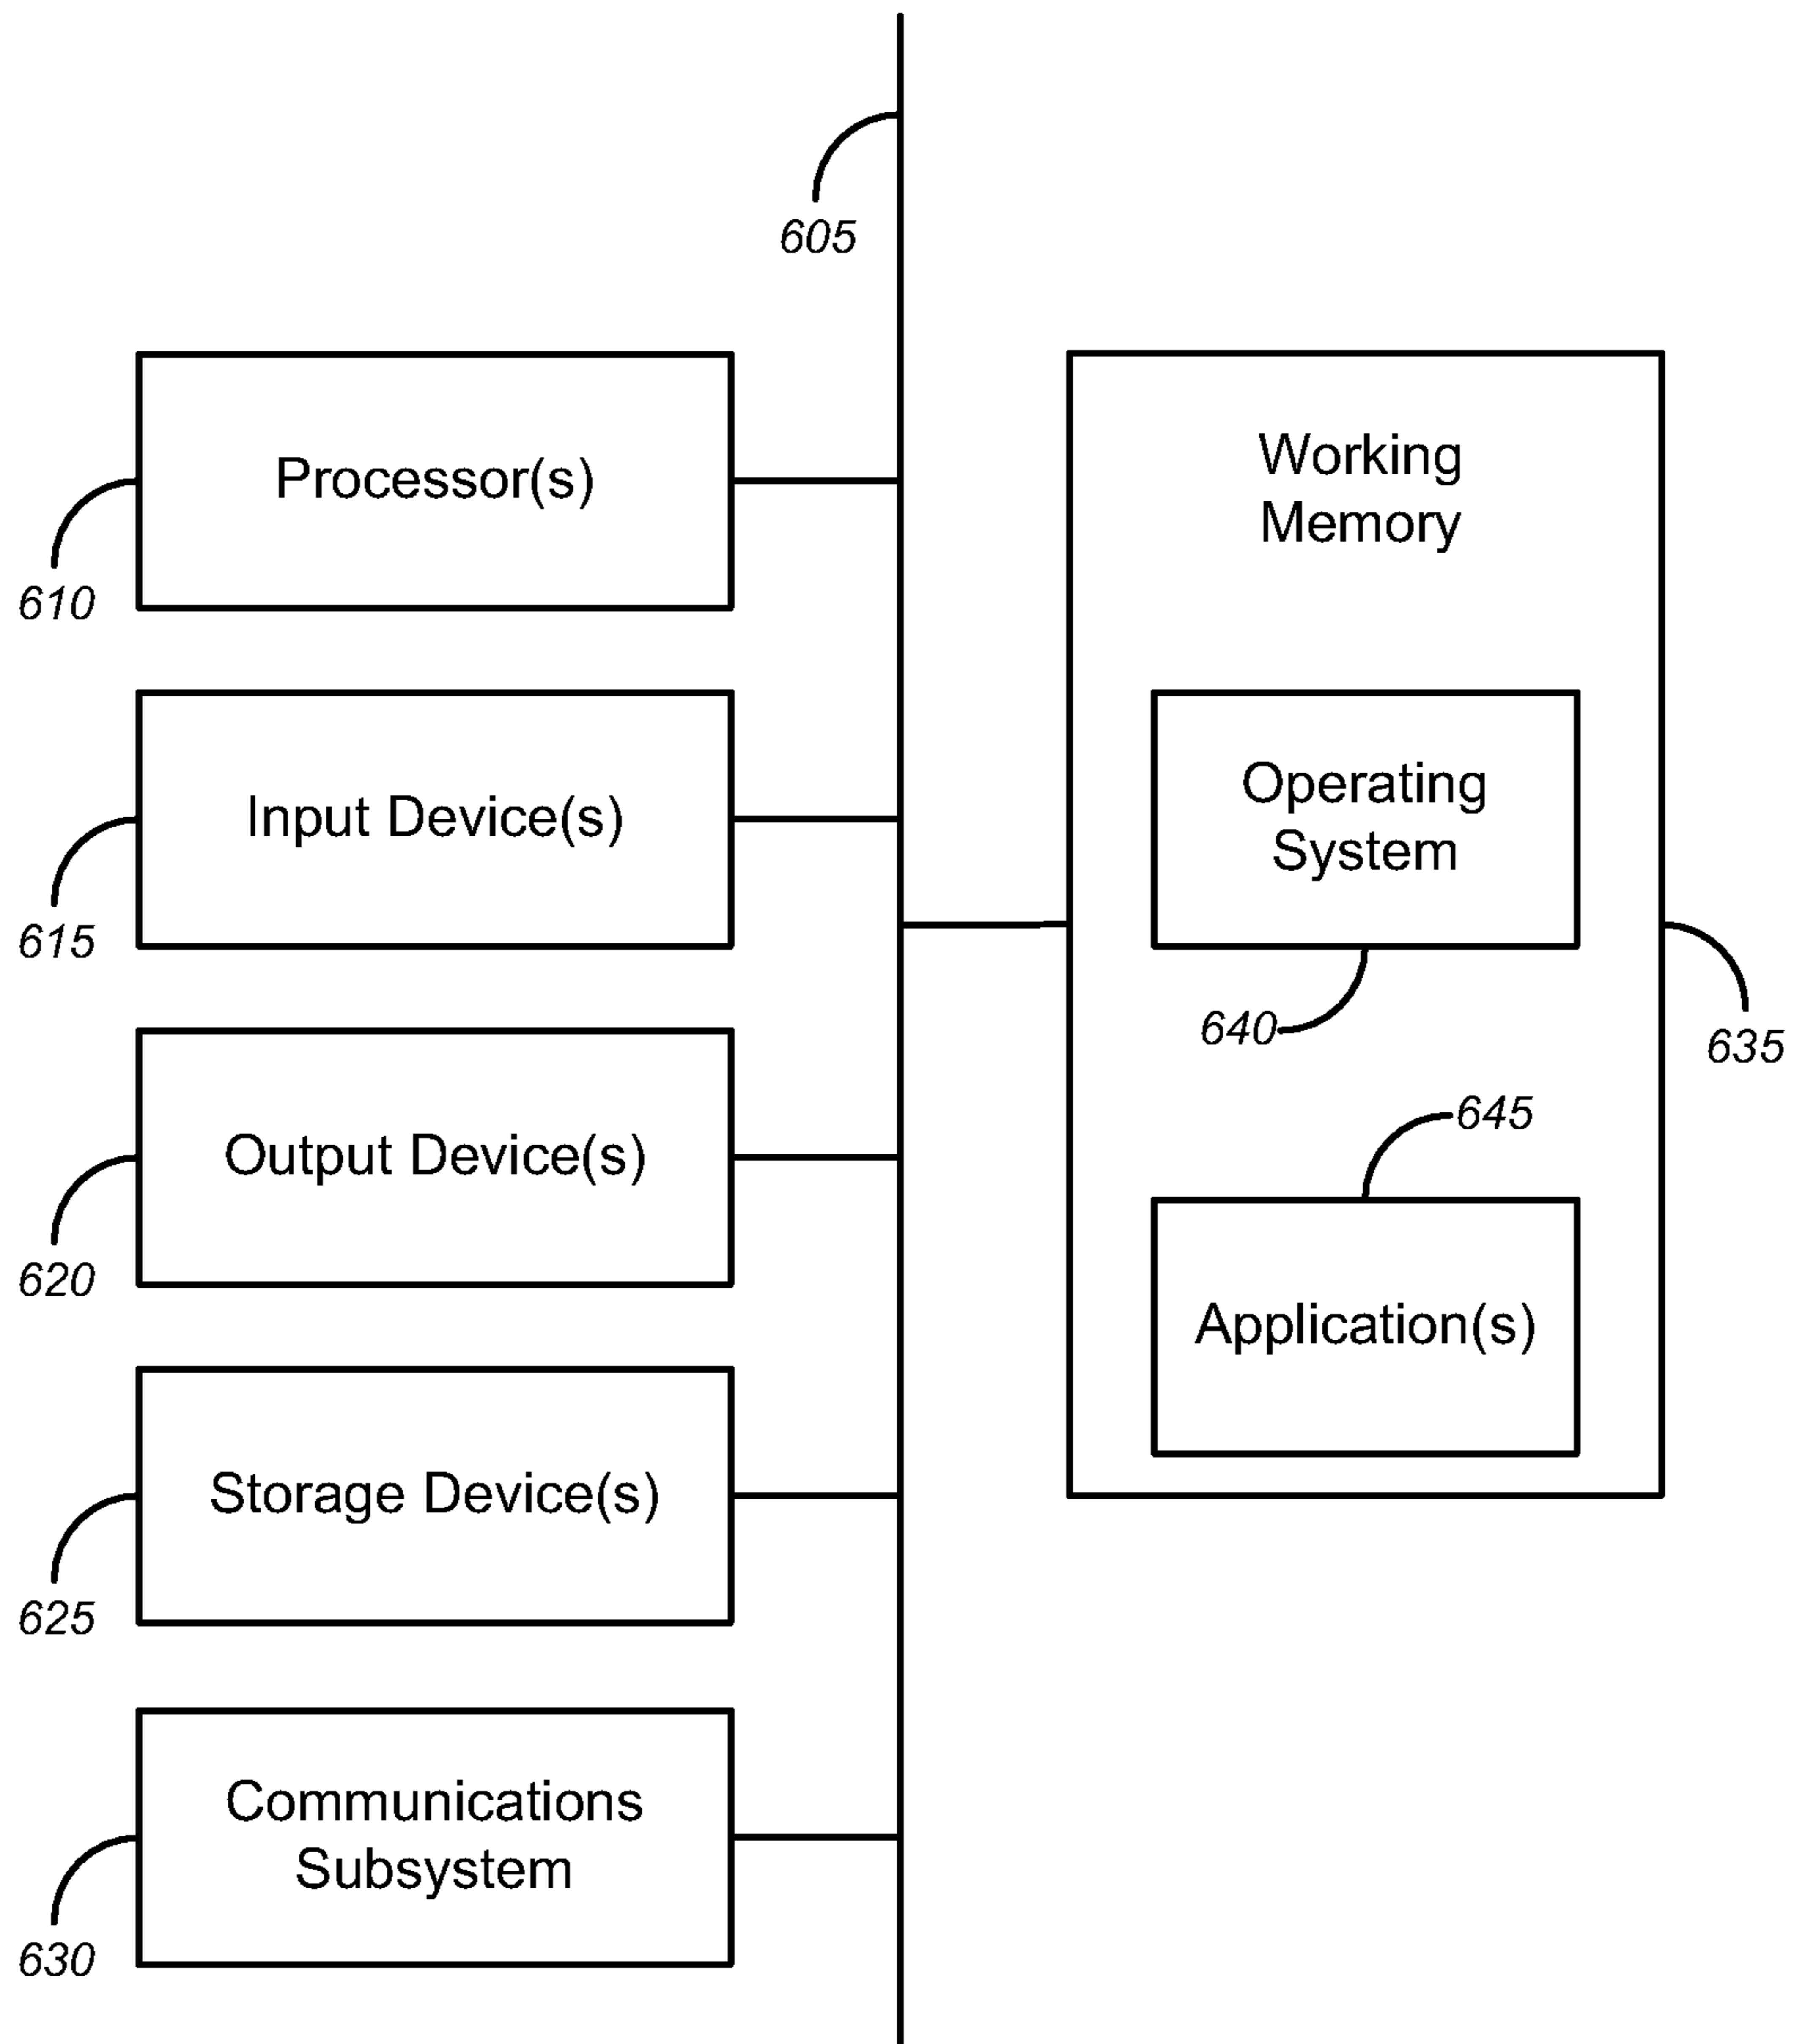 605
Processor(s)
610
Input Device(s)
615
Output Device(s)
620
Storage Device(s)
625
Communications
Subsystem
630
Working
Memory
Operating
System
640
635
645
Application(s)